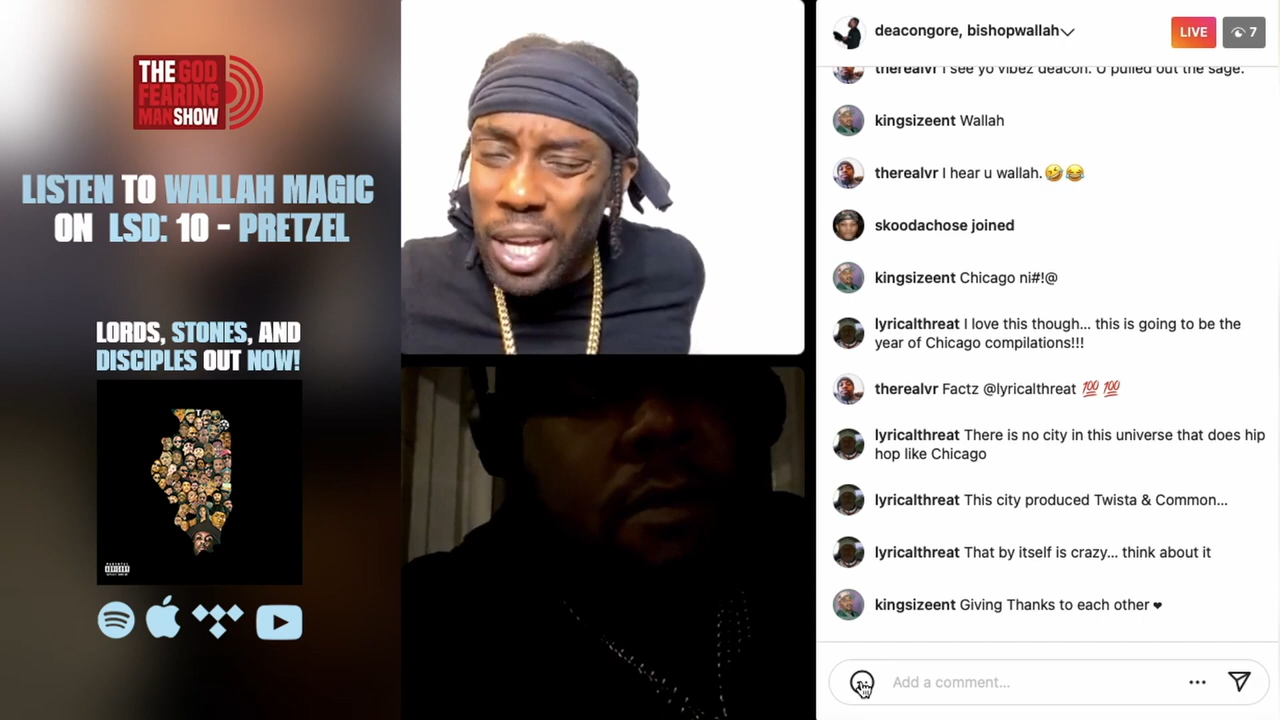 THE GOD
FEARING
MAN SHOW
LISTEN TO WALLAH MAGIC
ON LSD: 10 - PRETZEL
LORDS, STONES, AND
DISCIPLES OUT NOW!
deacongore, bishopwallah
LIVE
7
therealvr I see yo vibez deacon. U pulled out the sage.
kingsizeent Wallah
therealvr I hear u wallah.🤣😂
skoodachose joined
kingsizeent Chicago ni#!@
lyricalthreat I love this though... this is going to be the
year of Chicago compilations!!!
therealvr Factz @lyricalthreat 💯 💯
lyricalthreat There is no city in this universe that does hip
hop like Chicago
lyricalthreat This city produced Twista & Common...
lyricalthreat That by itself is crazy... think about it
kingsizeent Giving Thanks to each other ❤
Add a comment...